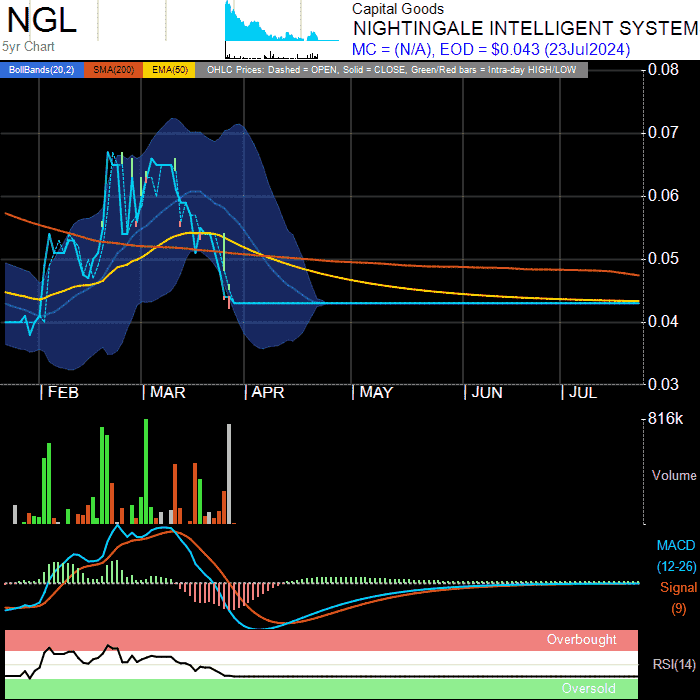 NGL
5yr Chart
Capital Goods
NIGHTINGALE INTELLIGENT SYSTEM
MC = (N/A), EOD = $0.043 (23Jul2024)
BollBands(20,2) SMA(200) EMA(50) OHLC Prices: Dashed = OPEN, Solid = CLOSE, Green/Red bars = Intra-day HIGH/LOW
0.08
0.07
0.06
0.05
0.04
0.03
FEB MAR APR MAY JUN JUL
816k
Volume
MACD
(12-26)
Signal
(9)
Overbought
RSI(14)
Oversold